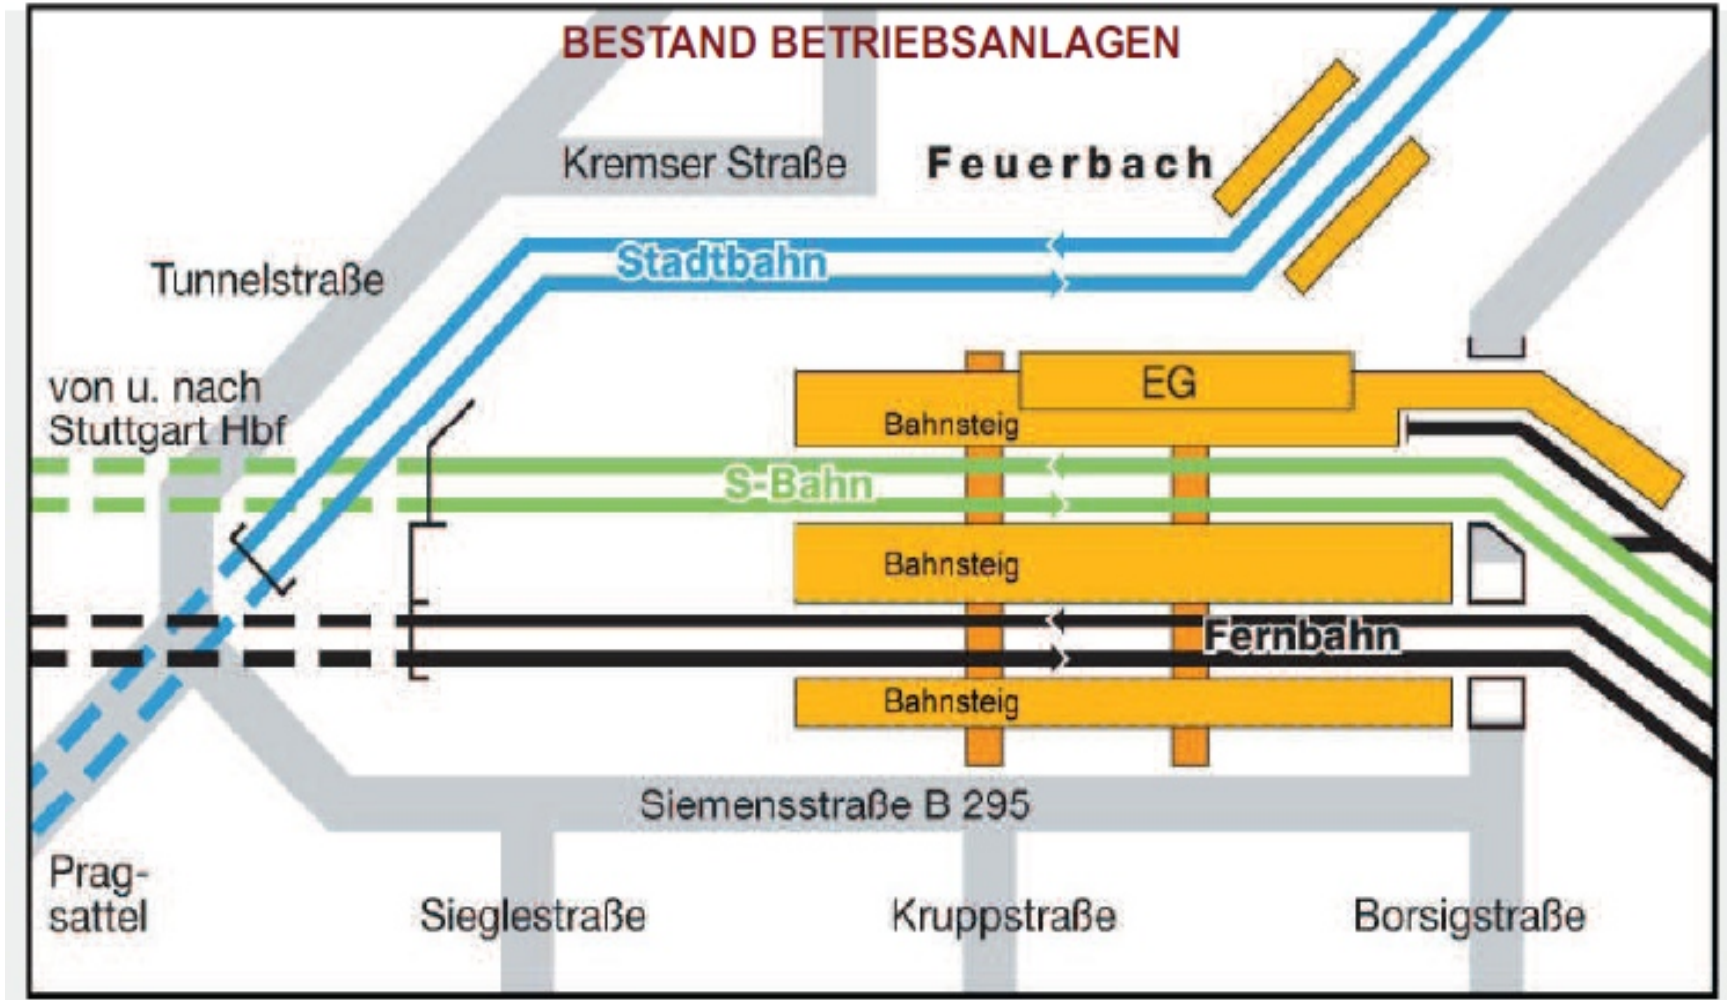 BESTAND BETRIEBSANLAGEN
Kremser Straße
Feuerbach
Stadtbahn
Tunnelstraße
von u. nach
Stuttgart Hbf
EG
Bahnsteig
S-Bahn
Bahnsteig
Fernbahn
Bahnsteig
Siemensstraße B 295
Prag-
sattel
Sieglestraße
Kruppstraße
Borsigstraße